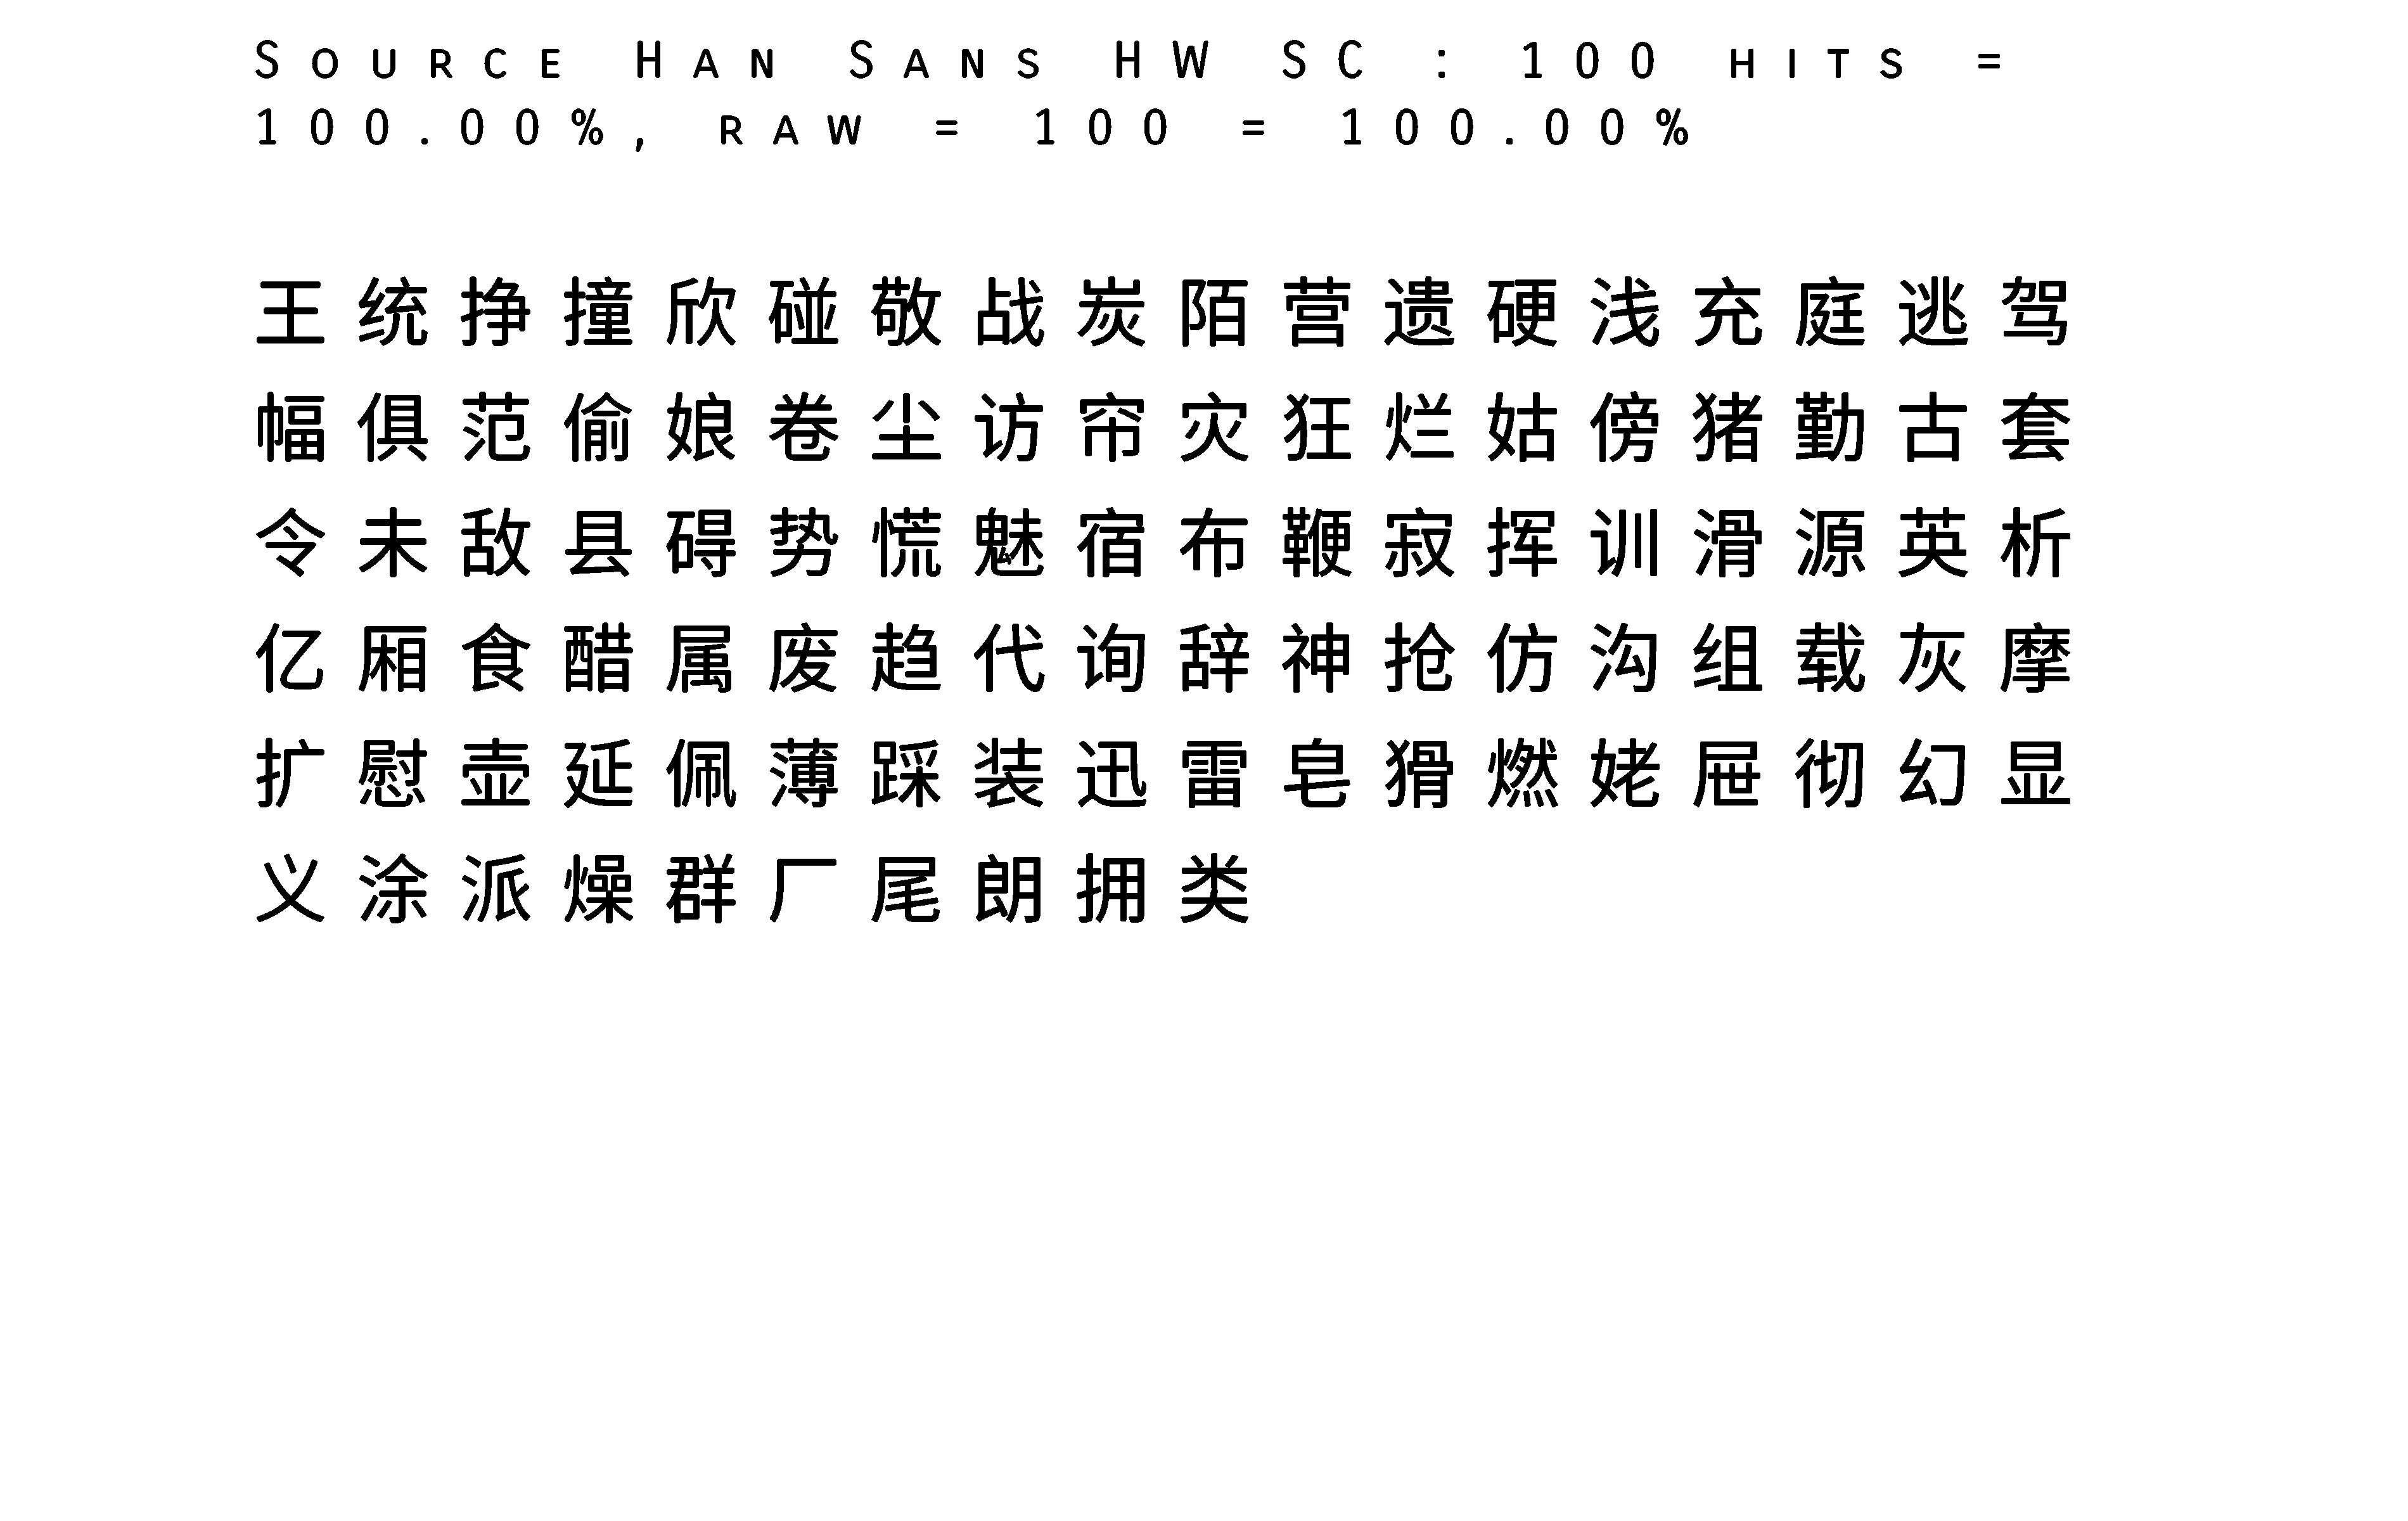 Source Han Sans HW SC : 100 hits =
100.00%, raw = 100 = 100.00%
王统挣撞欣碰敬战炭陌营遗硬浅充庭逃驾
幅俱范偷娘卷尘访帘灾狂烂姑傍猪勤古套
令未敌县碍势慌魅宿布鞭寂挥训滑源英析
亿厢食醋属废趋代询辞神抢仿沟组载灰摩
扩慰壶延佩薄踩装迅雷皂猾燃姥屉彻幻显
义涂派燥群厂尾朗拥类